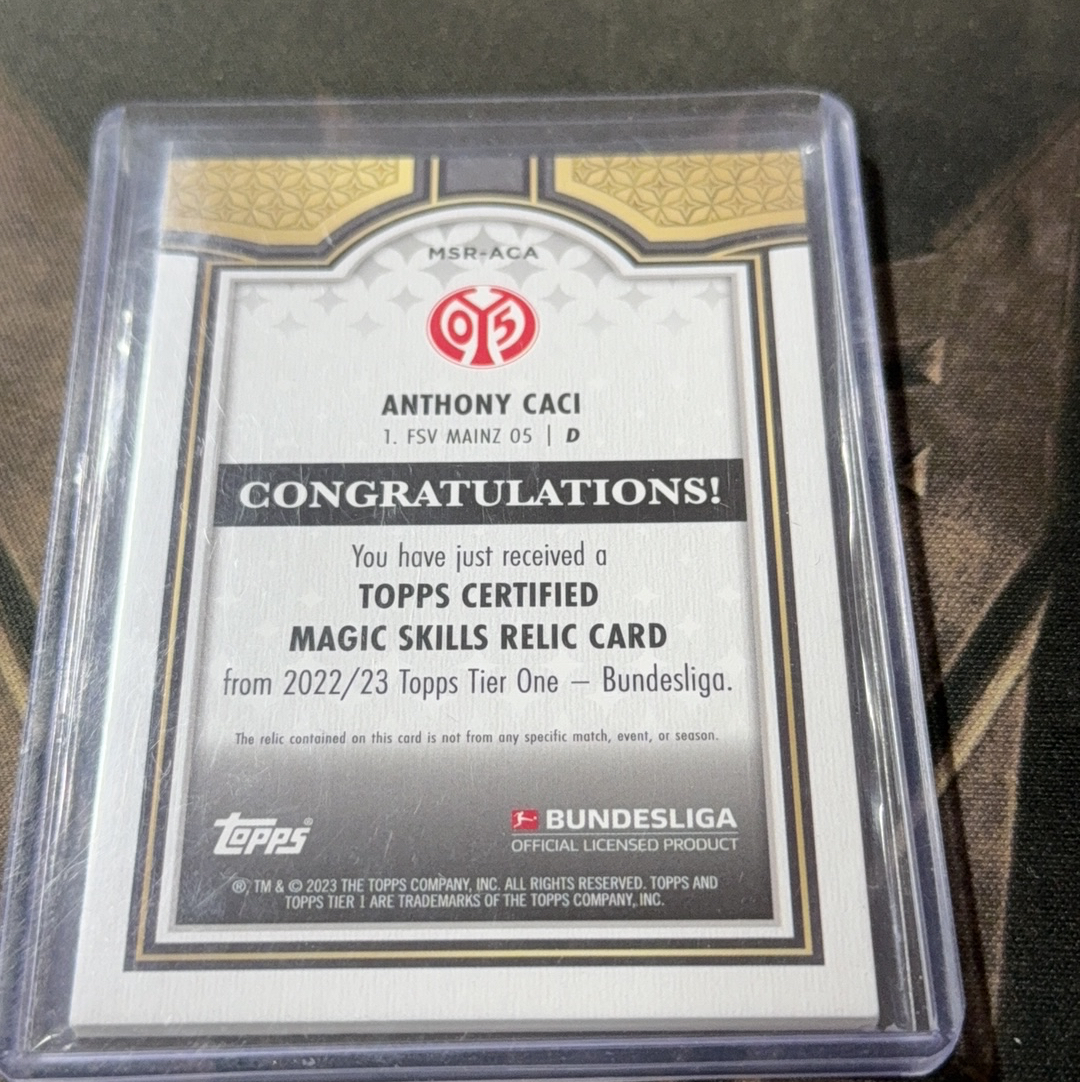 MSR-ACA
05
ANTHONY CACI
1. FSV MAINZ 05 | D
CONGRATULATIONS!
You have just received a
TOPPS CERTIFIED
MAGIC SKILLS RELIC CARD
from 2022/23 Topps Tier One – Bundesliga.
The relic contained on this card is not from any specific match, event, or season.
topps®
BUNDESLIGA
OFFICIAL LICENSED PRODUCT
®, TM & © 2023 THE TOPPS COMPANY, INC. ALL RIGHTS RESERVED. TOPPS AND
TOPPS TIER 1 ARE TRADEMARKS OF THE TOPPS COMPANY, INC.